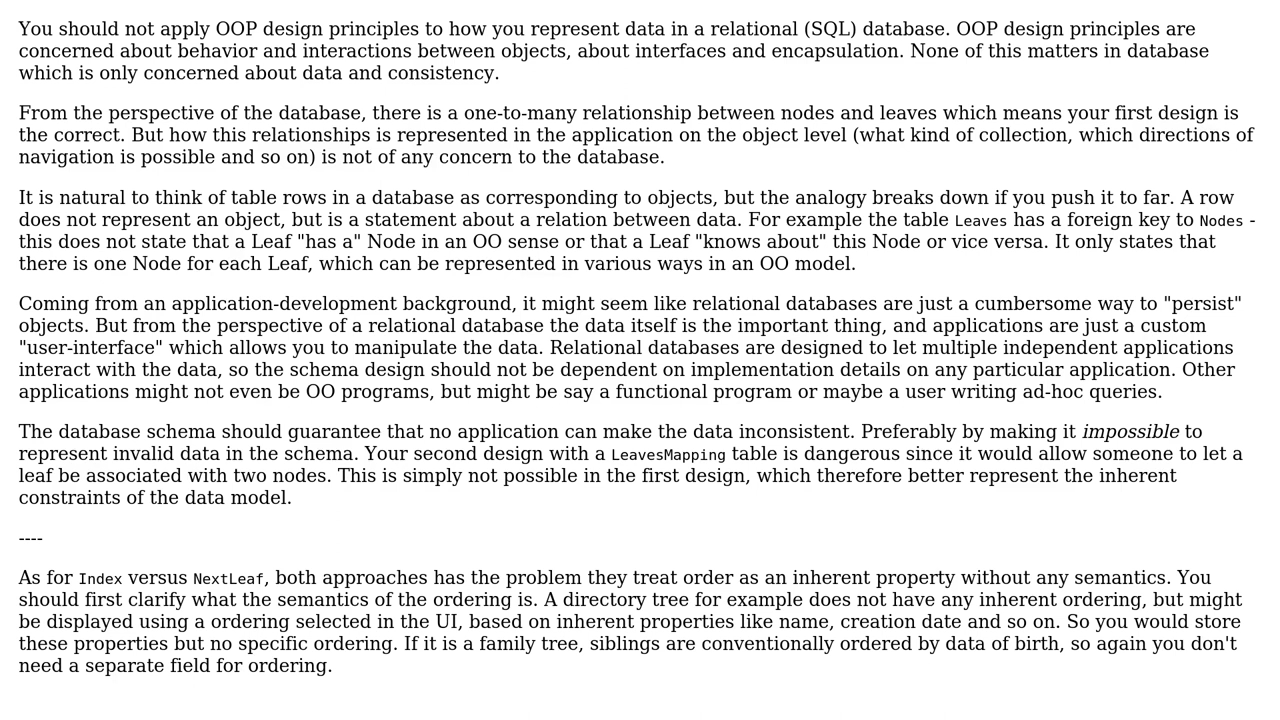 You should not apply OOP design principles to how you represent data in a relational (SQL) database. OOP design principles are
concerned about behavior and interactions between objects, about interfaces and encapsulation. None of this matters in database
which is only concerned about data and consistency.
From the perspective of the database, there is a one-to-many relationship between nodes and leaves which means your first design is
the correct. But how this relationships is represented in the application on the object level (what kind of collection, which directions of
navigation is possible and so on) is not of any concern to the database.
It is natural to think of table rows in a database as corresponding to objects, but the analogy breaks down if you push it to far. A row
does not represent an object, but is a statement about a relation between data. For example the table Leaves has a foreign key to Nodes -
this does not state that a Leaf "has a" Node in an OO sense or that a Leaf "knows about" this Node or vice versa. It only states that
there is one Node for each Leaf, which can be represented in various ways in an OO model.
Coming from an application-development background, it might seem like relational databases are just a cumbersome way to "persist"
objects. But from the perspective of a relational database the data itself is the important thing, and applications are just a custom
"user-interface" which allows you to manipulate the data. Relational databases are designed to let multiple independent applications
interact with the data, so the schema design should not be dependent on implementation details on any particular application. Other
applications might not even be OO programs, but might be say a functional program or maybe a user writing ad-hoc queries.
The database schema should guarantee that no application can make the data inconsistent. Preferably by making it impossible to
represent invalid data in the schema. Your second design with a LeavesMapping table is dangerous since it would allow someone to let a
leaf be associated with two nodes. This is simply not possible in the first design, which therefore better represent the inherent
constraints of the data model.
----
As for Index versus NextLeaf, both approaches has the problem they treat order as an inherent property without any semantics. You
should first clarify what the semantics of the ordering is. A directory tree for example does not have any inherent ordering, but might
be displayed using a ordering selected in the UI, based on inherent properties like name, creation date and so on. So you would store
these properties but no specific ordering. If it is a family tree, siblings are conventionally ordered by data of birth, so again you don't
need a separate field for ordering.